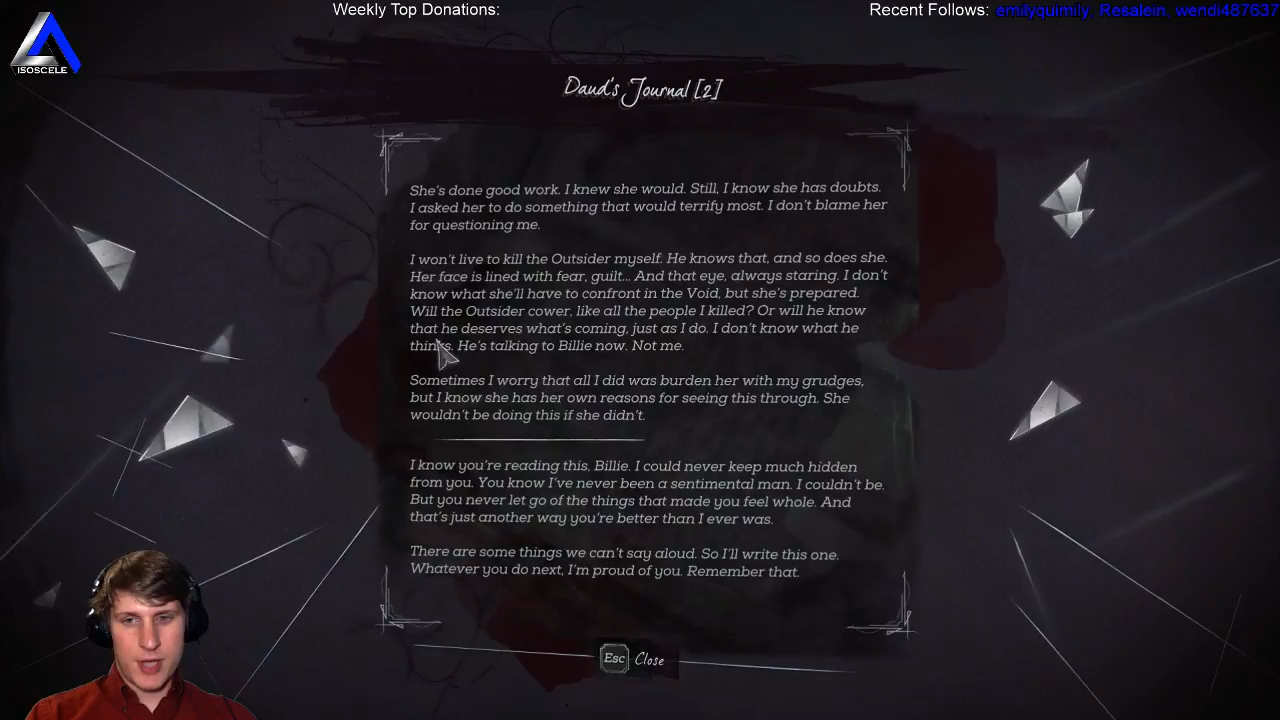 Weekly Top Donations:
Recent Follows: emilyquimily, Resalein, wendi487637
ISOSCELE
Daud's Journal [2]
She's done good work. I knew she would. Still, I know she has doubts.
I asked her to do something that would terrify most. I don't blame her
for questioning me.
I won't live to kill the Outsider myself. He knows that, and so does she.
Her face is lined with fear, guilt... And that eye, always staring. I don't
know what she'll have to confront in the Void, but she's prepared.
Will the Outsider cower, like all the people I killed? Or will he know
that he deserves what's coming, just as I do. I don't know what he
thinks. He's talking to Billie now. Not me.
Sometimes I worry that all I did was burden her with my grudges,
but I know she has her own reasons for seeing this through. She
wouldn't be doing this if she didn't.
I know you're reading this, Billie. I could never keep much hidden
from you. You know I've never been a sentimental man. I couldn't be.
But you never let go of the things that made you feel whole. And
that's just another way you're better than I ever was.
There are some things we can't say aloud. So I'll write this one.
Whatever you do next, I'm proud of you. Remember that.
Esc Close